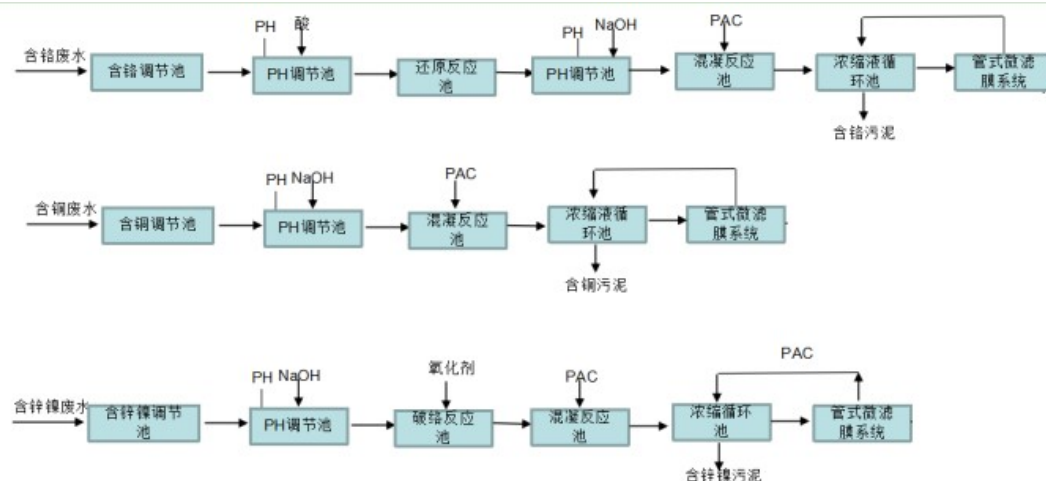 PH
酸
含铬废水
含铬调节池
PH调节池
还原反应
池
PH
NaOH
PH调节池
PAC
混凝反应
池
浓缩液循
环池
管式微滤
膜系统
含铬污泥
含铜废水
含铜调节池
PH
NaOH
PH调节池
PAC
混凝反应
池
浓缩液循
环池
管式微滤
膜系统
含铜污泥
含锌镍废水
含锌镍调节
池
PH
NaOH
PH调节池
氧化剂
破络反应
池
PAC
混凝反应
池
PAC
浓缩循环
池
管式微滤
膜系统
含锌镍污泥